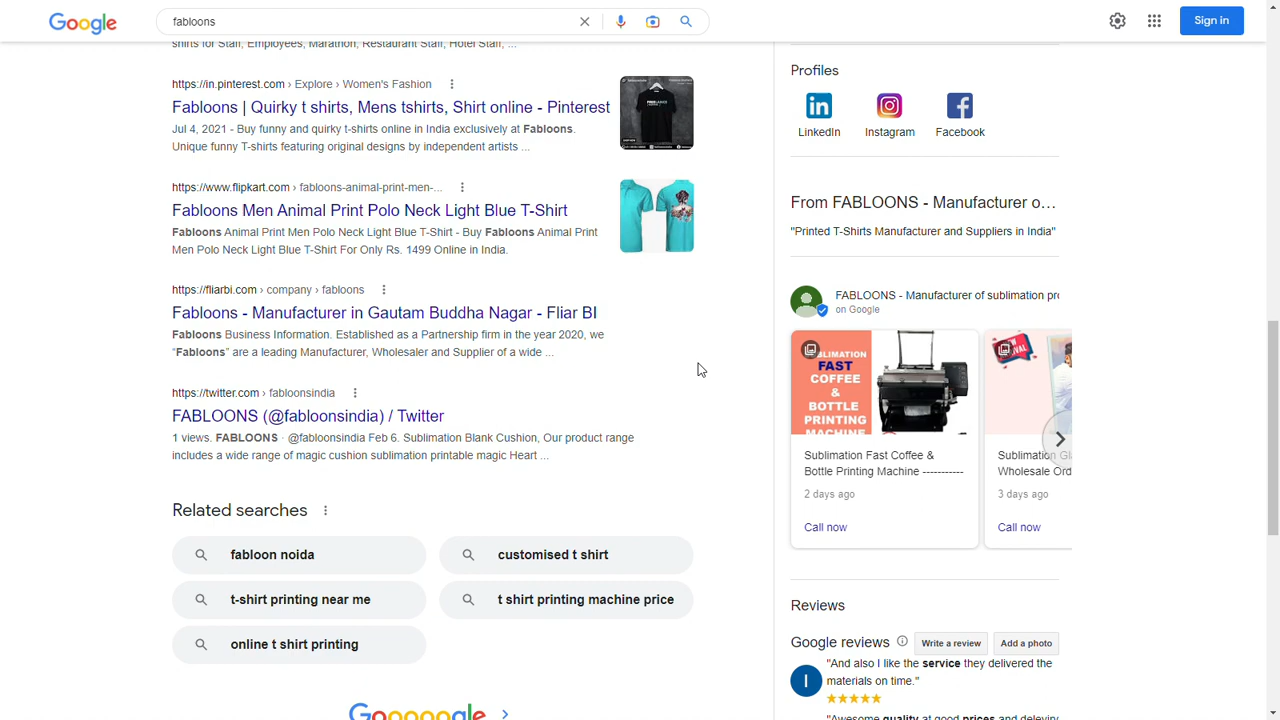 Google
fabloons
Sign in
shirts for Staff, Employees, Marathon, Restaurant Staff, Hotel Staff, ...
https://in.pinterest.com › Explore › Women's Fashion
Fabloons | Quirky t shirts, Mens tshirts, Shirt online - Pinterest
Jul 4, 2021 - Buy funny and quirky t-shirts online in India exclusively at Fabloons.
Unique funny T-shirts featuring original designs by independent artists ...
https://www.flipkart.com › fabloons-animal-print-men-...
Fabloons Men Animal Print Polo Neck Light Blue T-Shirt
Fabloons Animal Print Men Polo Neck Light Blue T-Shirt - Buy Fabloons Animal Print
Men Polo Neck Light Blue T-Shirt For Only Rs. 1499 Online in India.
https://fliarbi.com › company › fabloons
Fabloons - Manufacturer in Gautam Buddha Nagar - Fliar BI
Fabloons Business Information. Established as a Partnership firm in the year 2020, we
“Fabloons” are a leading Manufacturer, Wholesaler and Supplier of a wide ...
https://twitter.com › fabloonsindia
FABLOONS (@fabloonsindia) / Twitter
1 views. FABLOONS · @fabloonsindia Feb 6. Sublimation Blank Cushion, Our product range
includes a wide range of magic cushion sublimation printable magic Heart ...
Related searches
fabloon noida
customised t shirt
t-shirt printing near me
t shirt printing machine price
online t shirt printing
Goooooogle
Profiles
LinkedIn
Instagram
Facebook
From FABLOONS - Manufacturer o...
"Printed T-Shirts Manufacturer and Suppliers in India"
FABLOONS - Manufacturer of sublimation pro
on Google
SUBLIMATION
FAST
COFFEE
&
BOTTLE
PRINTING
MACHINE
Sublimation Fast Coffee &
Bottle Printing Machine -----------
2 days ago
Call now
Sublimation Gl
Wholesale Ord
3 days ago
Call now
Reviews
Google reviews
Write a review
Add a photo
I
"And also I like the service they delivered the
materials on time."
"Awesome quality at good prices and deleviry